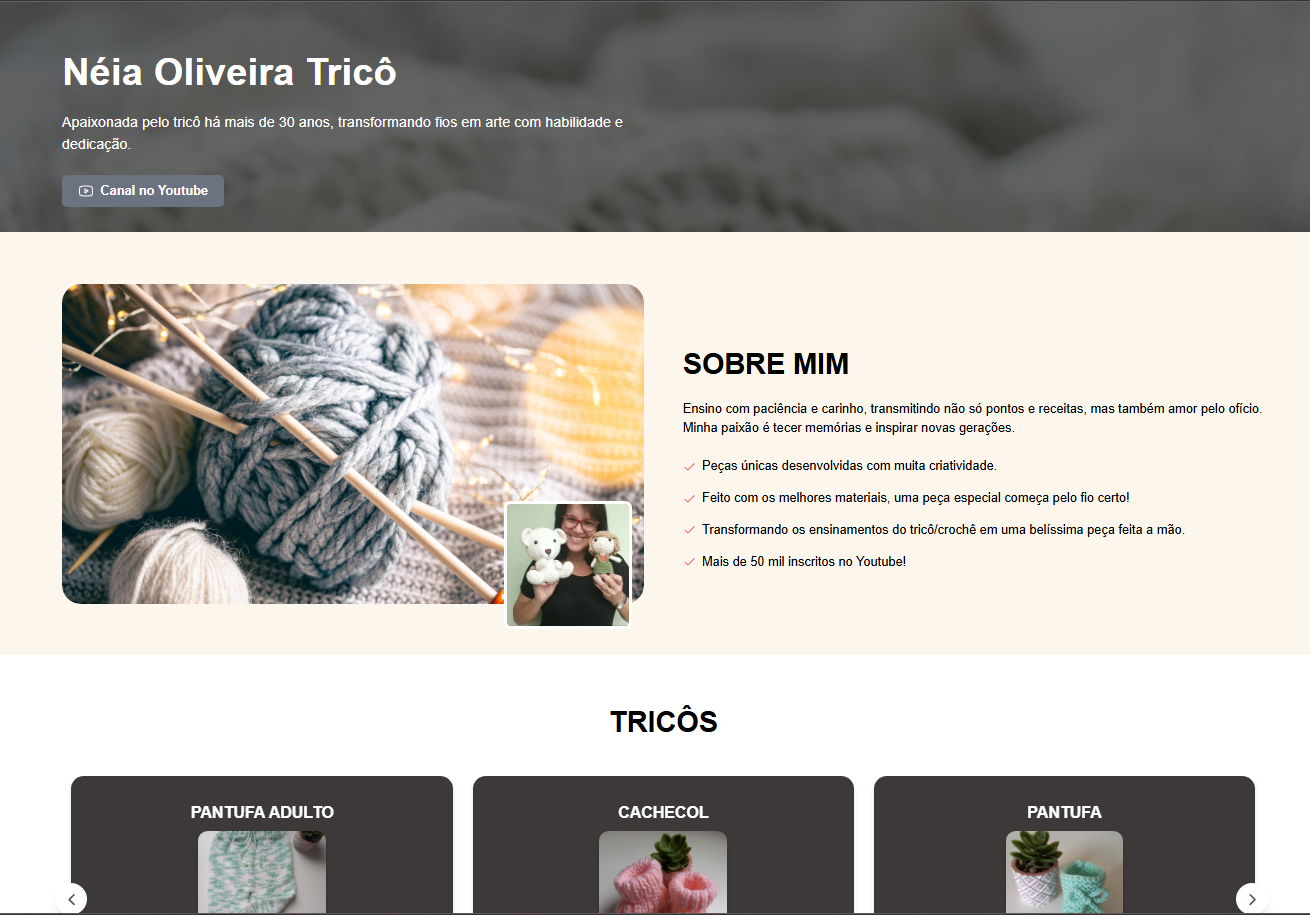 Néia Oliveira Tricô
Apaixonada pelo tricô há mais de 30 anos, transformando fios em arte com habilidade e
dedicação.
Canal no Youtube
SOBRE MIM
Ensino com paciência e carinho, transmitindo não só pontos e receitas, mas também amor pelo ofício.
Minha paixão é tecer memórias e inspirar novas gerações.
Peças únicas desenvolvidas com muita criatividade.
Feito com os melhores materiais, uma peça especial começa pelo fio certo!
Transformando os ensinamentos do tricô/crochê em uma belíssima peça feita a mão.
Mais de 50 mil inscritos no Youtube!
TRICÔS
PANTUFA ADULTO
CACHECOL
PANTUFA